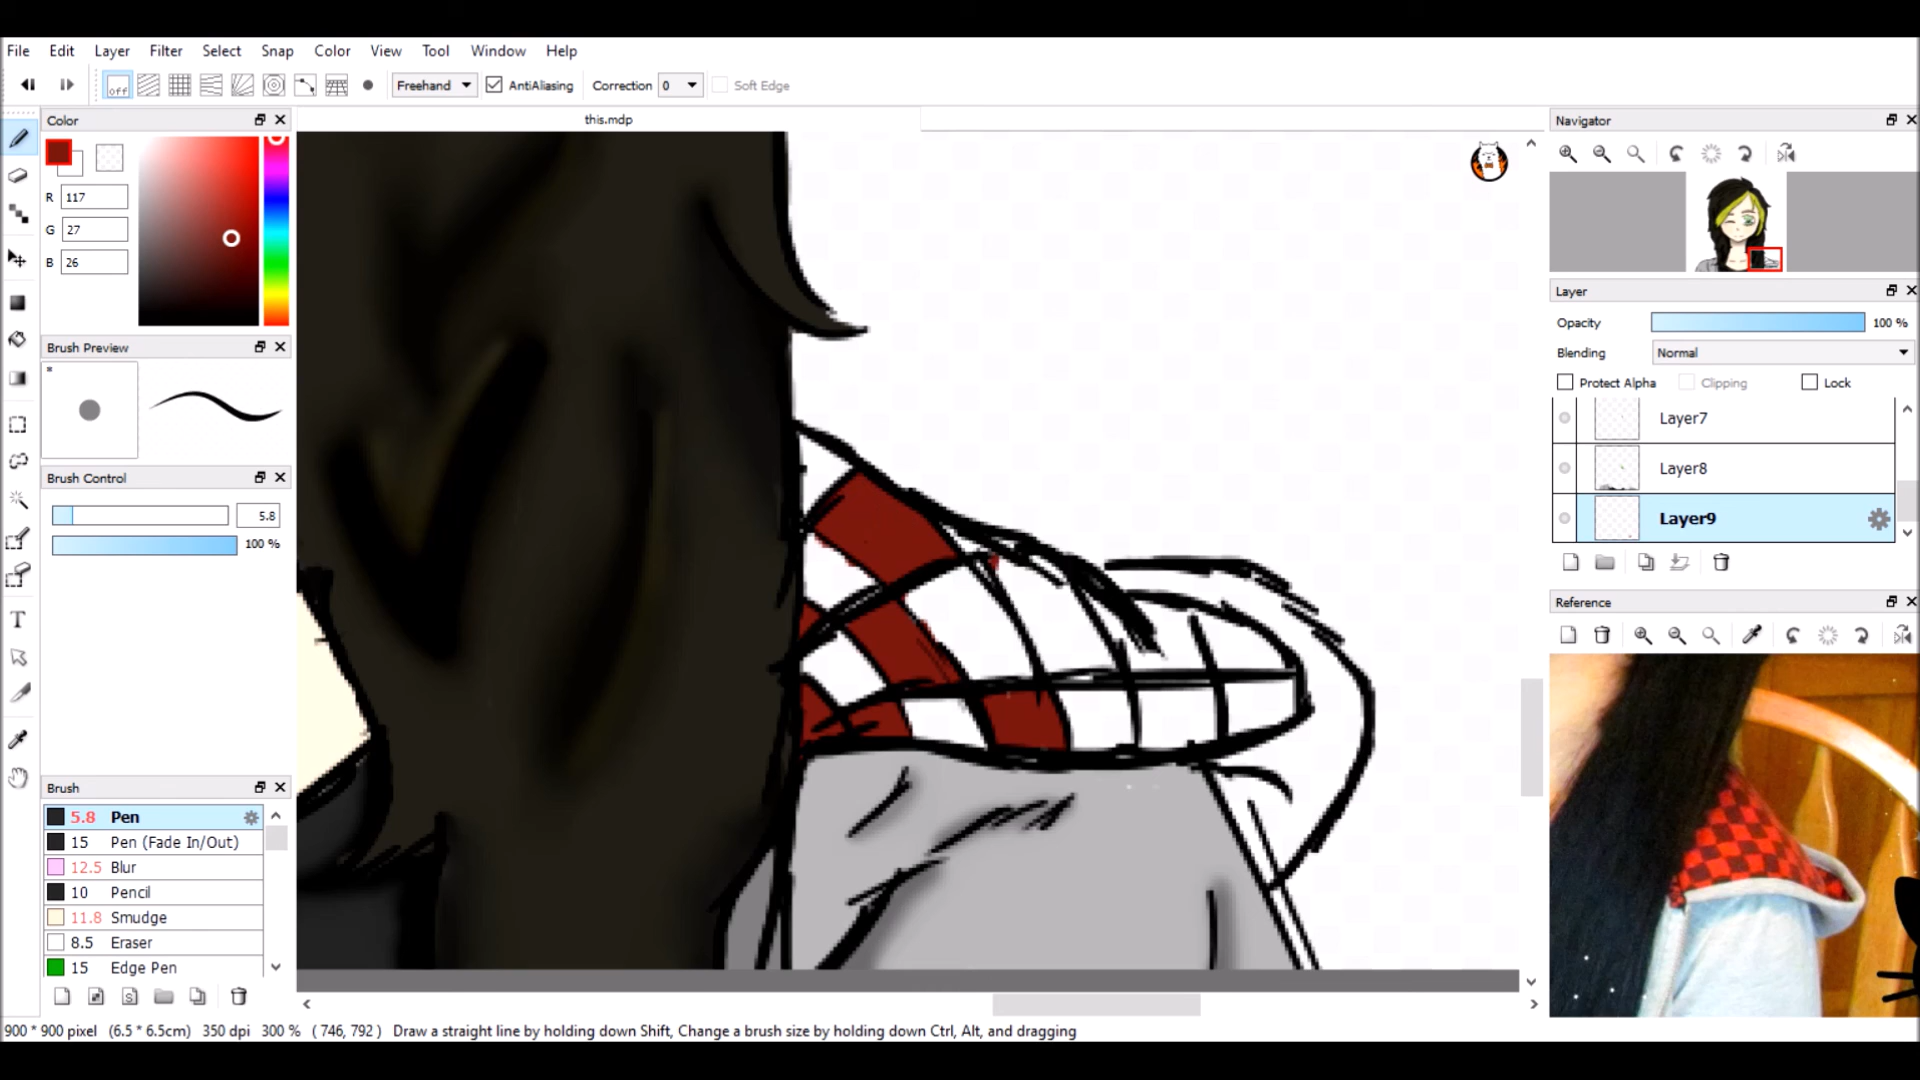 File Edit Layer Filter Select Snap Color View Tool Window Help
off Freehand AntiAliasing Correction 0 Soft Edge
Color
R 117
G 27
B 26
Brush Preview
Brush Control
5.8
100 %
Brush
5.8 Pen
15 Pen (Fade In/Out)
12.5 Blur
10 Pencil
11.8 Smudge
8.5 Eraser
15 Edge Pen
this.mdp
Navigator
Layer
Opacity 100 %
Blending Normal
Protect Alpha Clipping Lock
Layer7
Layer8
Layer9
Reference
900 * 900 pixel (6.5 * 6.5cm) 350 dpi 300 % ( 746, 792 ) Draw a straight line by holding down Shift, Change a brush size by holding down Ctrl, Alt, and dragging